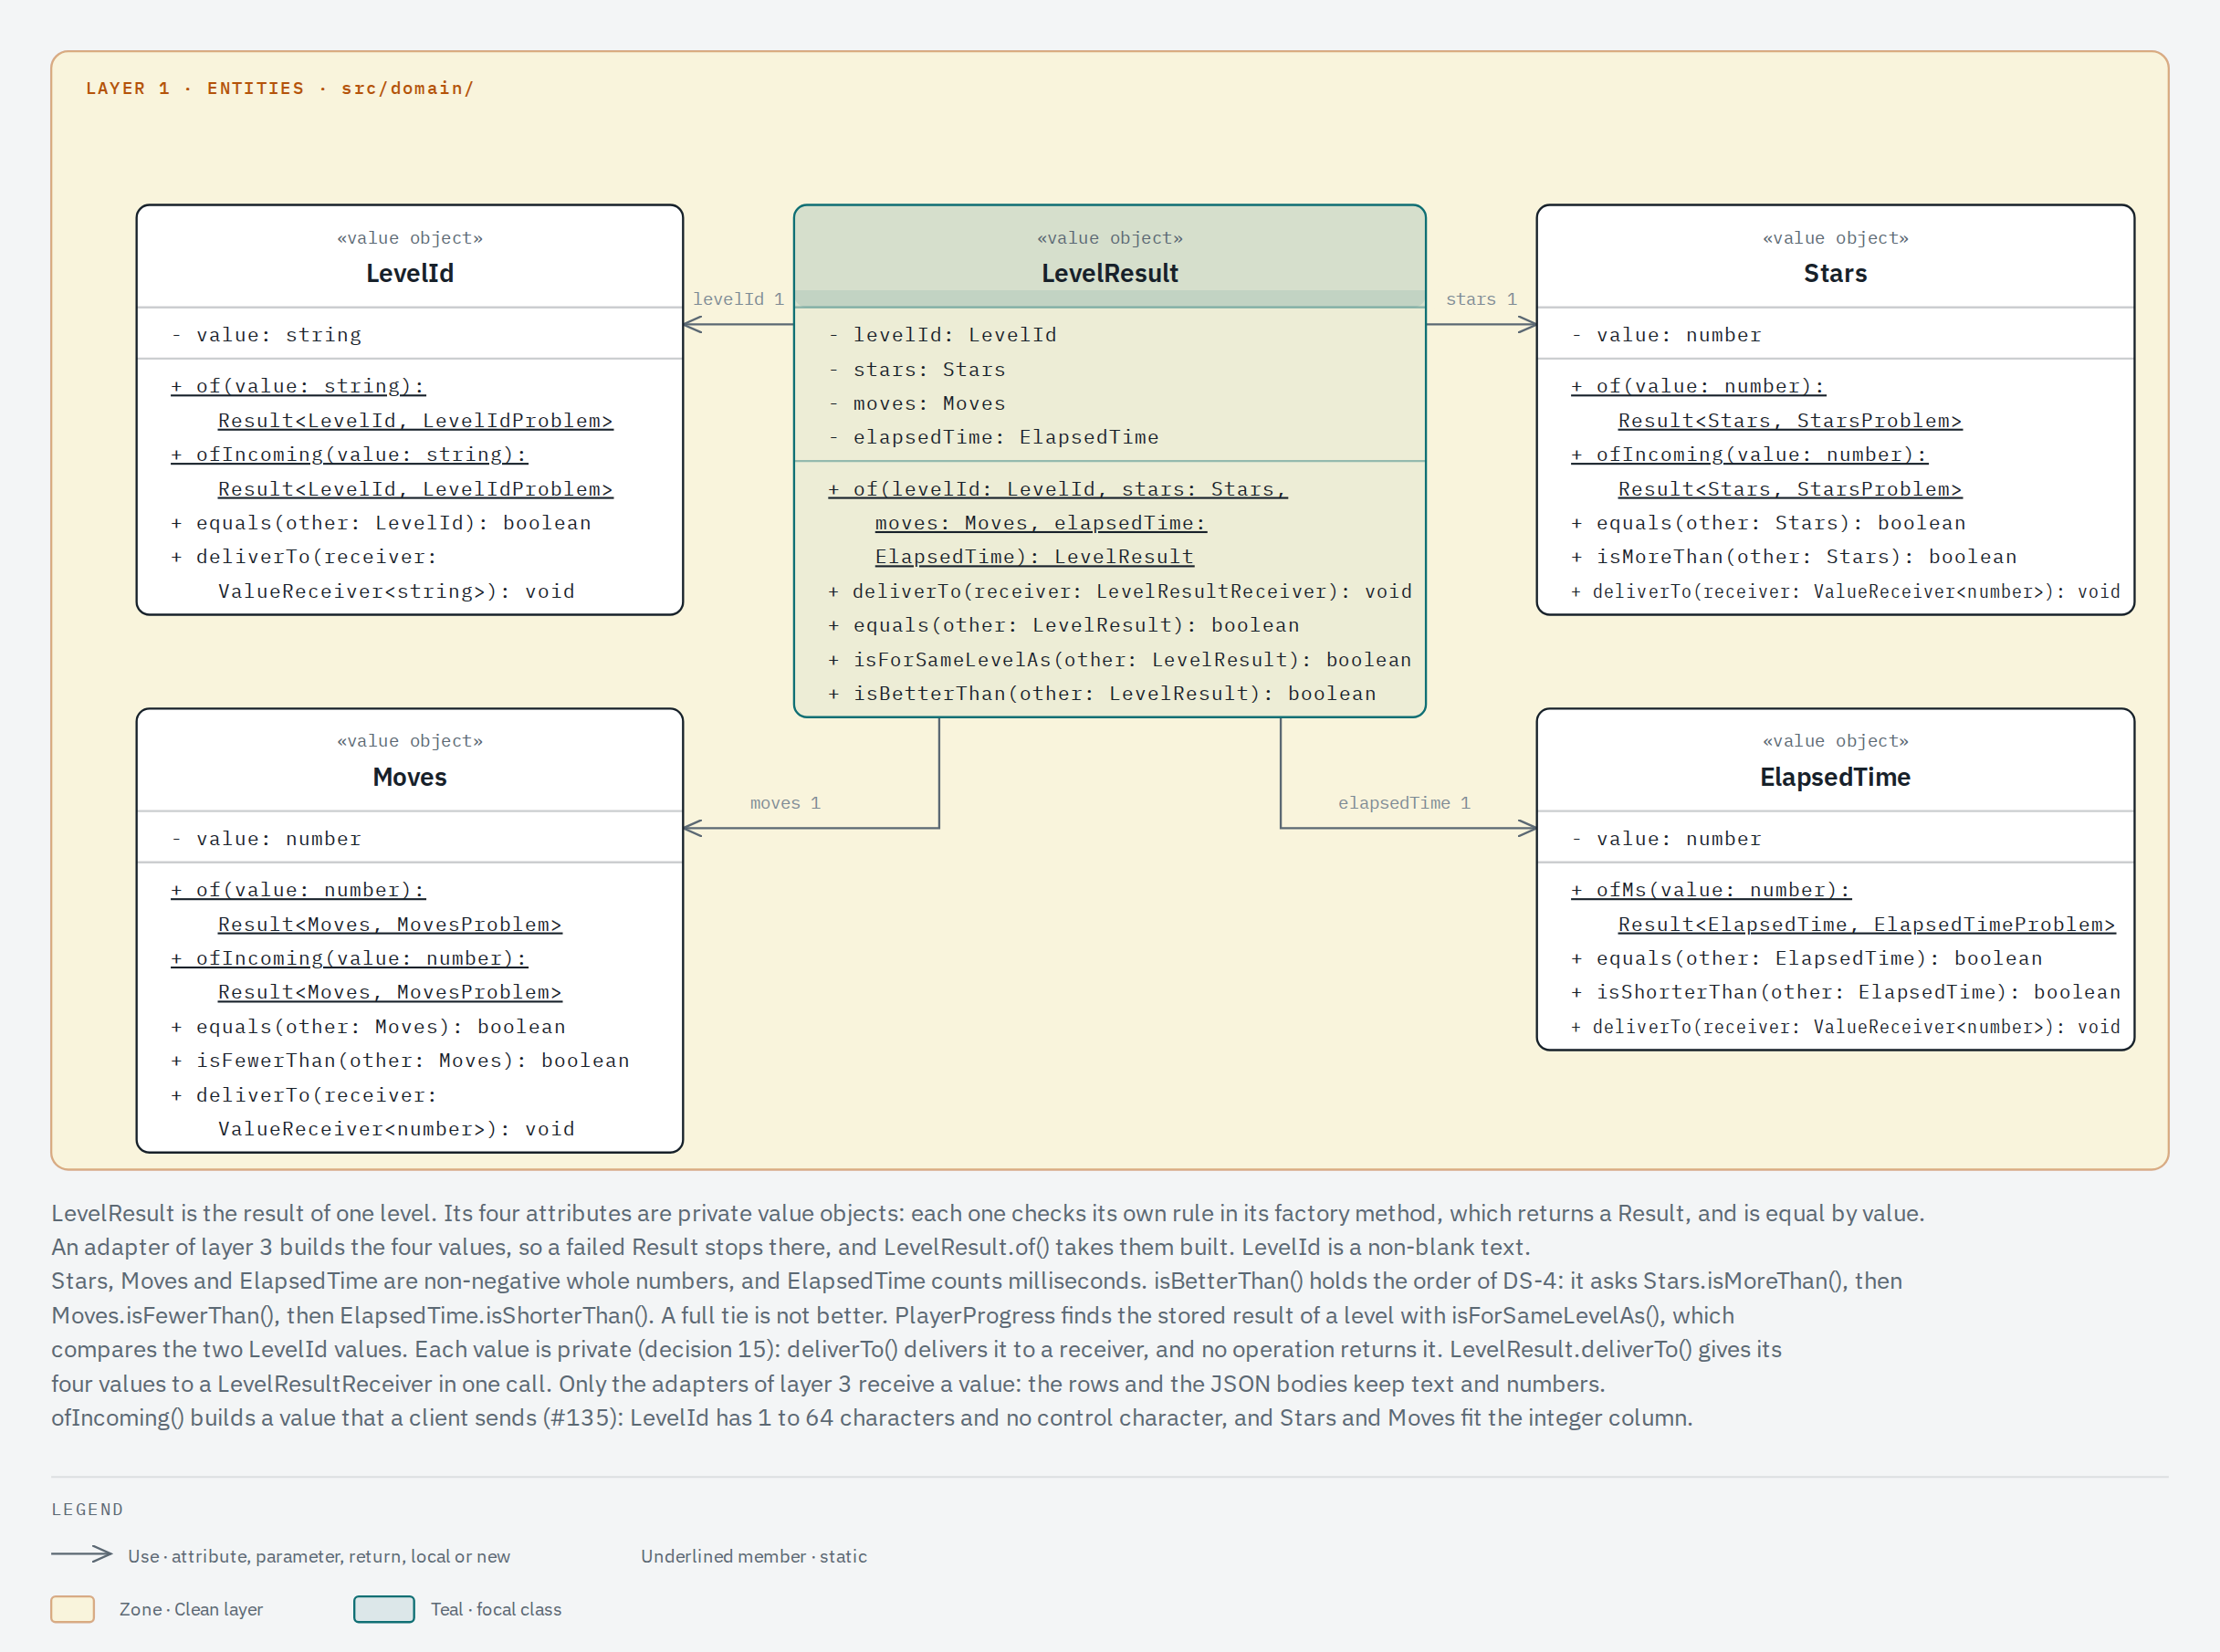 LAYER 1 · ENTITIES · src/domain/
«value object»
LevelId
- value: string
+ of(value: string):
Result<LevelId, LevelIdProblem>
+ ofIncoming(value: string):
Result<LevelId, LevelIdProblem>
+ equals(other: LevelId): boolean
+ deliverTo(receiver:
ValueReceiver<string>): void
levelId 1
«value object»
LevelResult
- levelId: LevelId
- stars: Stars
- moves: Moves
- elapsedTime: ElapsedTime
+ of(levelId: LevelId, stars: Stars,
moves: Moves, elapsedTime:
ElapsedTime): LevelResult
+ deliverTo(receiver: LevelResultReceiver): void
+ equals(other: LevelResult): boolean
+ isForSameLevelAs(other: LevelResult): boolean
+ isBetterThan(other: LevelResult): boolean
stars 1
«value object»
Stars
- value: number
+ of(value: number):
Result<Stars, StarsProblem>
+ ofIncoming(value: number):
Result<Stars, StarsProblem>
+ equals(other: Stars): boolean
+ isMoreThan(other: Stars): boolean
+ deliverTo(receiver: ValueReceiver<number>): void
«value object»
Moves
- value: number
+ of(value: number):
Result<Moves, MovesProblem>
+ ofIncoming(value: number):
Result<Moves, MovesProblem>
+ equals(other: Moves): boolean
+ isFewerThan(other: Moves): boolean
+ deliverTo(receiver:
ValueReceiver<number>): void
moves 1
elapsedTime 1
«value object»
ElapsedTime
- value: number
+ ofMs(value: number):
Result<ElapsedTime, ElapsedTimeProblem>
+ equals(other: ElapsedTime): boolean
+ isShorterThan(other: ElapsedTime): boolean
+ deliverTo(receiver: ValueReceiver<number>): void
LevelResult is the result of one level. Its four attributes are private value objects: each one checks its own rule in its factory method, which returns a Result, and is equal by value.
An adapter of layer 3 builds the four values, so a failed Result stops there, and LevelResult.of() takes them built. LevelId is a non-blank text.
Stars, Moves and ElapsedTime are non-negative whole numbers, and ElapsedTime counts milliseconds. isBetterThan() holds the order of DS-4: it asks Stars.isMoreThan(), then
Moves.isFewerThan(), then ElapsedTime.isShorterThan(). A full tie is not better. PlayerProgress finds the stored result of a level with isForSameLevelAs(), which
compares the two LevelId values. Each value is private (decision 15): deliverTo() delivers it to a receiver, and no operation returns it. LevelResult.deliverTo() gives its
four values to a LevelResultReceiver in one call. Only the adapters of layer 3 receive a value: the rows and the JSON bodies keep text and numbers.
ofIncoming() builds a value that a client sends (#135): LevelId has 1 to 64 characters and no control character, and Stars and Moves fit the integer column.
LEGEND
Use · attribute, parameter, return, local or new
Underlined member · static
Zone · Clean layer
Teal · focal class